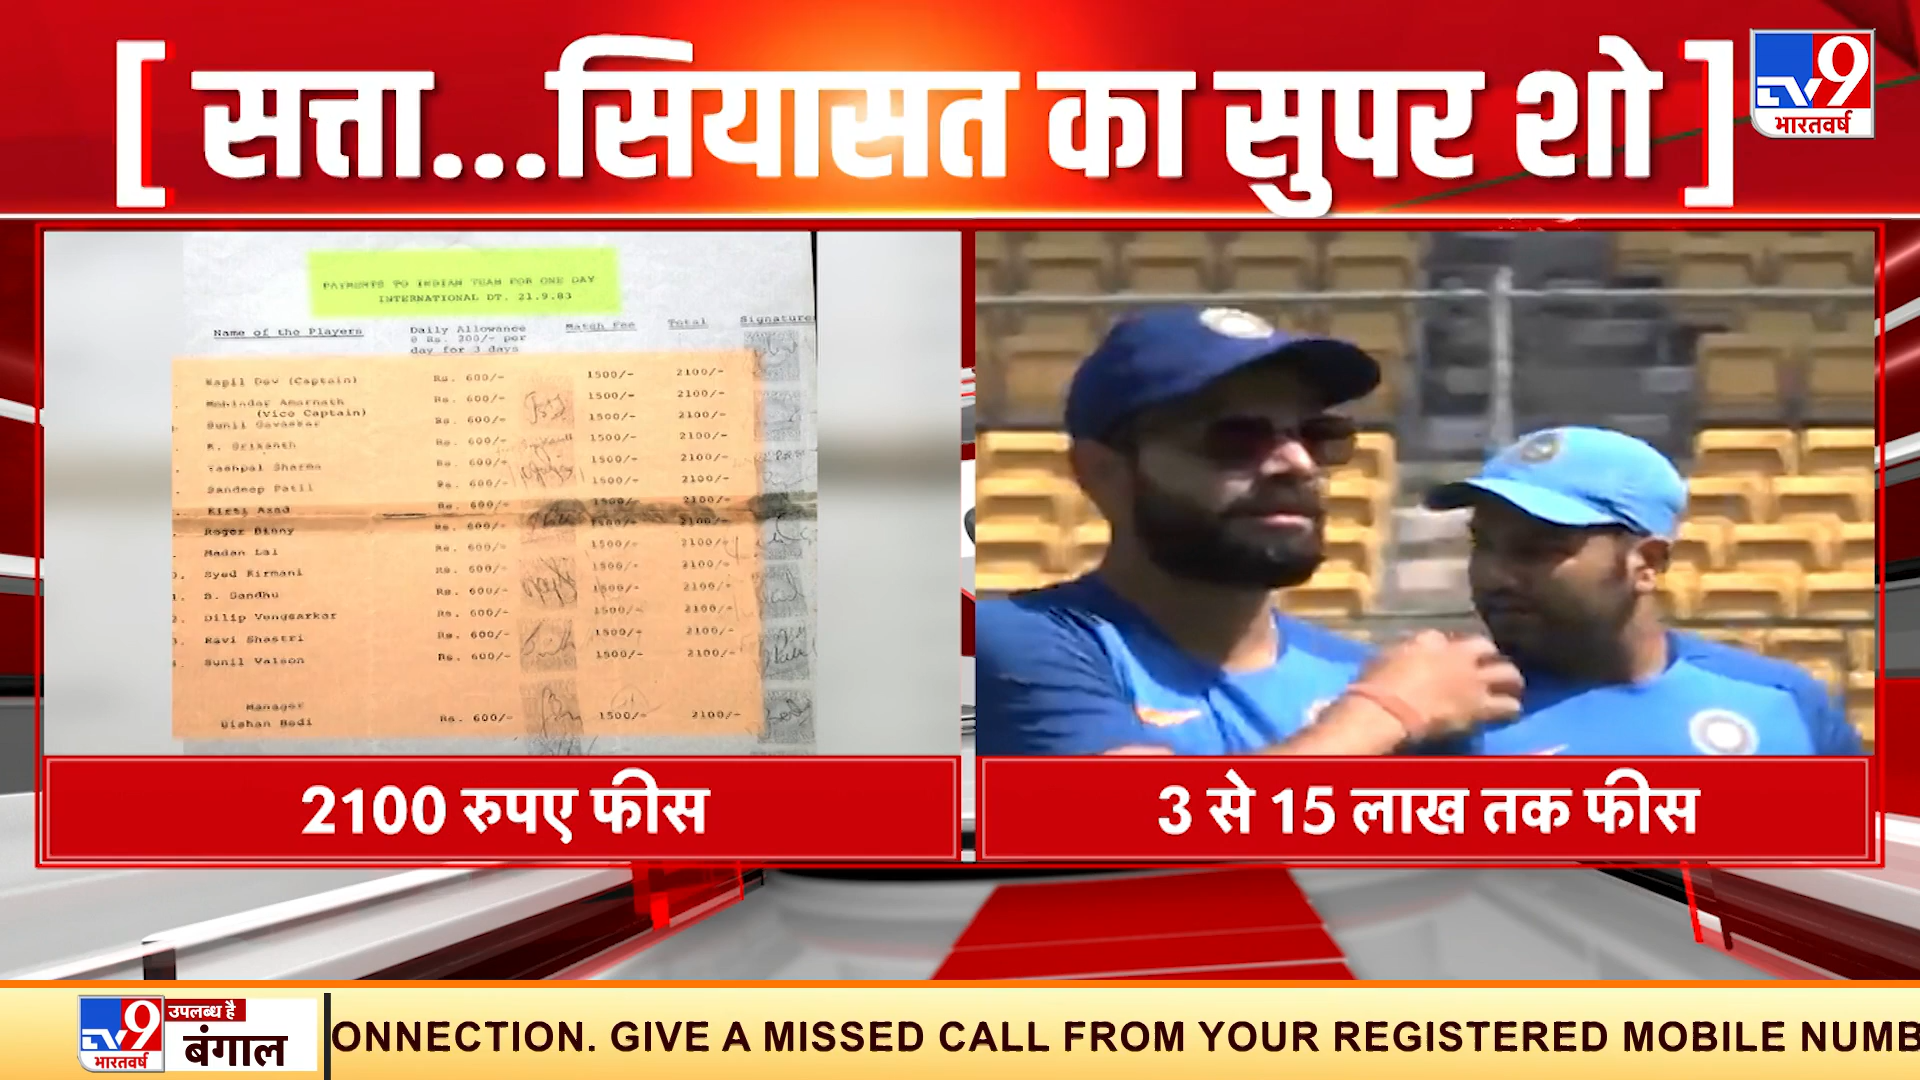 [ सत्ता...सियासत का सुपर शो ]
TV9
भारतवर्ष
PAYMENTS TO INDIAN TEAM FOR ONE DAY
INTERNATIONAL DT. 21.9.83
Name of the Players Daily Allowance Match Fee Total Signature
@ Rs. 200/- per
day for 3 days
Kapil Dev (Captain) Rs. 600/- 1500/- 2100/-
Mohindar Amarnath Rs. 600/- 1500/- 2100/-
(Vice Captain)
Sunil Gavaskar Rs. 600/- 1500/- 2100/-
K. Srikanth Rs. 600/- 1500/- 2100/-
Yashpal Sharma Rs. 600/- 1500/- 2100/-
Sandeep Patil Rs. 600/- 1500/- 2100/-
Kirti Azad Rs. 600/- 1500/- 2100/-
Roger Binny Rs. 600/- 1500/- 2100/-
Madan Lal Rs. 600/- 1500/- 2100/-
Syed Kirmani Rs. 600/- 1500/- 2100/-
B. Sandhu Rs. 600/- 1500/- 2100/-
Dilip Vengsarkar Rs. 600/- 1500/- 2100/-
Ravi Shastri Rs. 600/- 1500/- 2100/-
Sunil Valson Rs. 600/- 1500/- 2100/-
Manager
Bishan Bedi Rs. 600/- 1500/- 2100/-
2100 रुपए फीस
3 से 15 लाख तक फीस
TV9
भारतवर्ष
उपलब्ध है
बंगाल
ONNECTION. GIVE A MISSED CALL FROM YOUR REGISTERED MOBILE NUMB